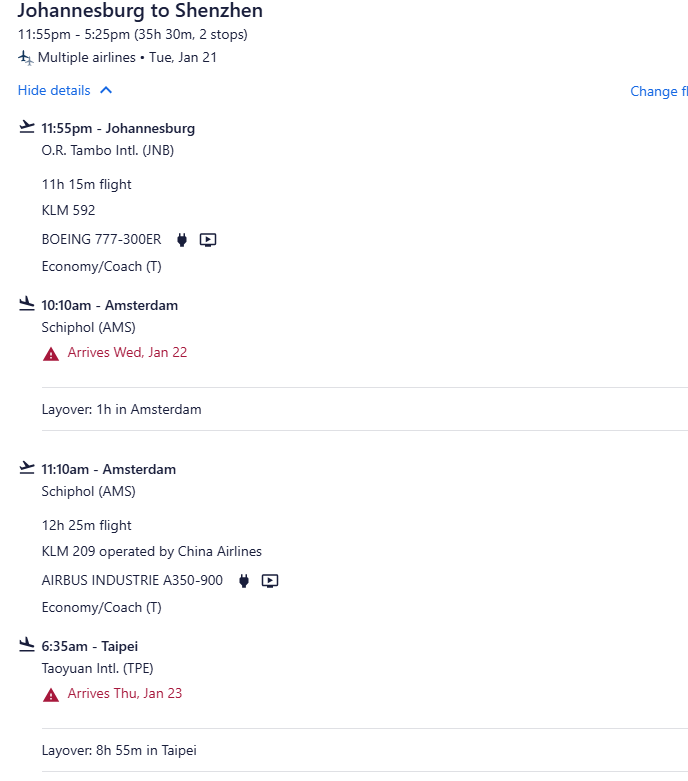 Johannesburg to Shenzhen
11:55pm - 5:25pm (35h 30m, 2 stops)
Multiple airlines • Tue, Jan 21
Hide details
Change
11:55pm - Johannesburg
O.R. Tambo Intl. (JNB)
11h 15m flight
KLM 592
BOEING 777-300ER
Economy/Coach (T)
10:10am - Amsterdam
Schiphol (AMS)
Arrives Wed, Jan 22
Layover: 1h in Amsterdam
11:10am - Amsterdam
Schiphol (AMS)
12h 25m flight
KLM 209 operated by China Airlines
AIRBUS INDUSTRIE A350-900
Economy/Coach (T)
6:35am - Taipei
Taoyuan Intl. (TPE)
Arrives Thu, Jan 23
Layover: 8h 55m in Taipei